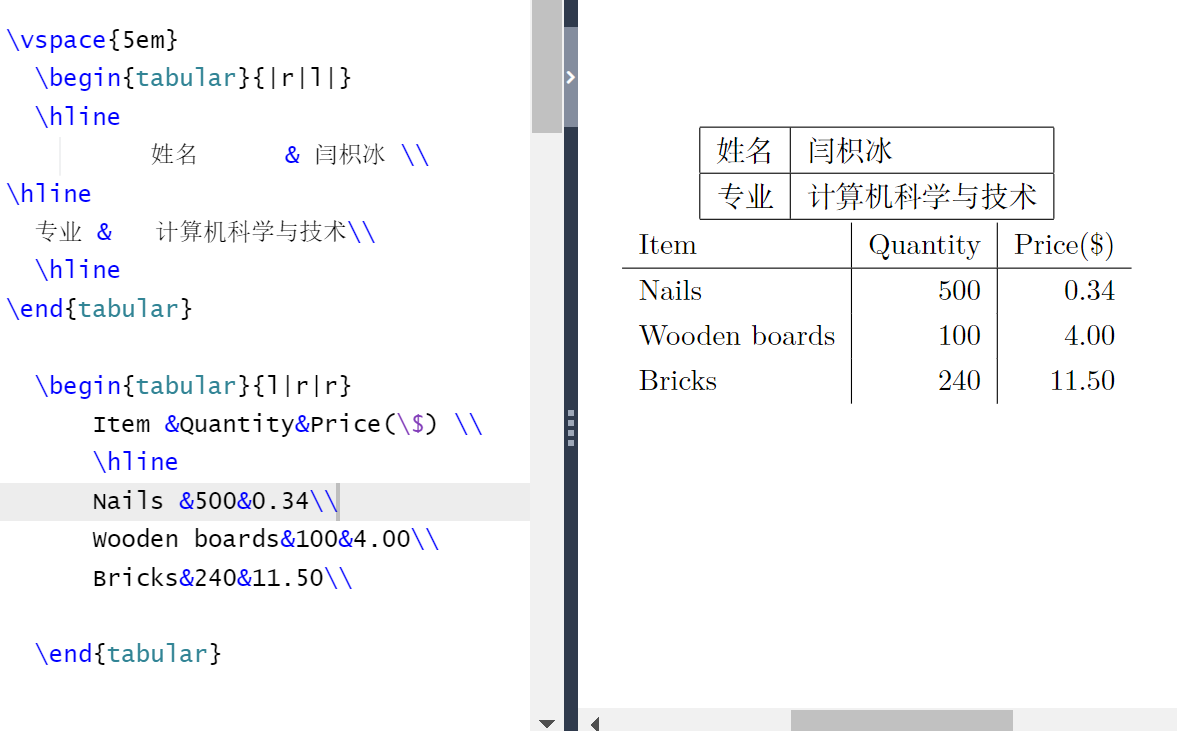 \vspace{5em}
\begin{tabular}{|r|l|}
\hline
姓名 & 闫枳冰 \\
\hline
专业 & 计算机科学与技术\\
\hline
\end{tabular}
\begin{tabular}{l|r|r}
Item &Quantity&Price(\$) \\
\hline
Nails &500&0.34\\
Wooden boards&100&4.00\\
Bricks&240&11.50\\
\end{tabular}
姓名 闫枳冰
专业 计算机科学与技术
Item Quantity Price($)
Nails 500 0.34
Wooden boards 100 4.00
Bricks 240 11.50